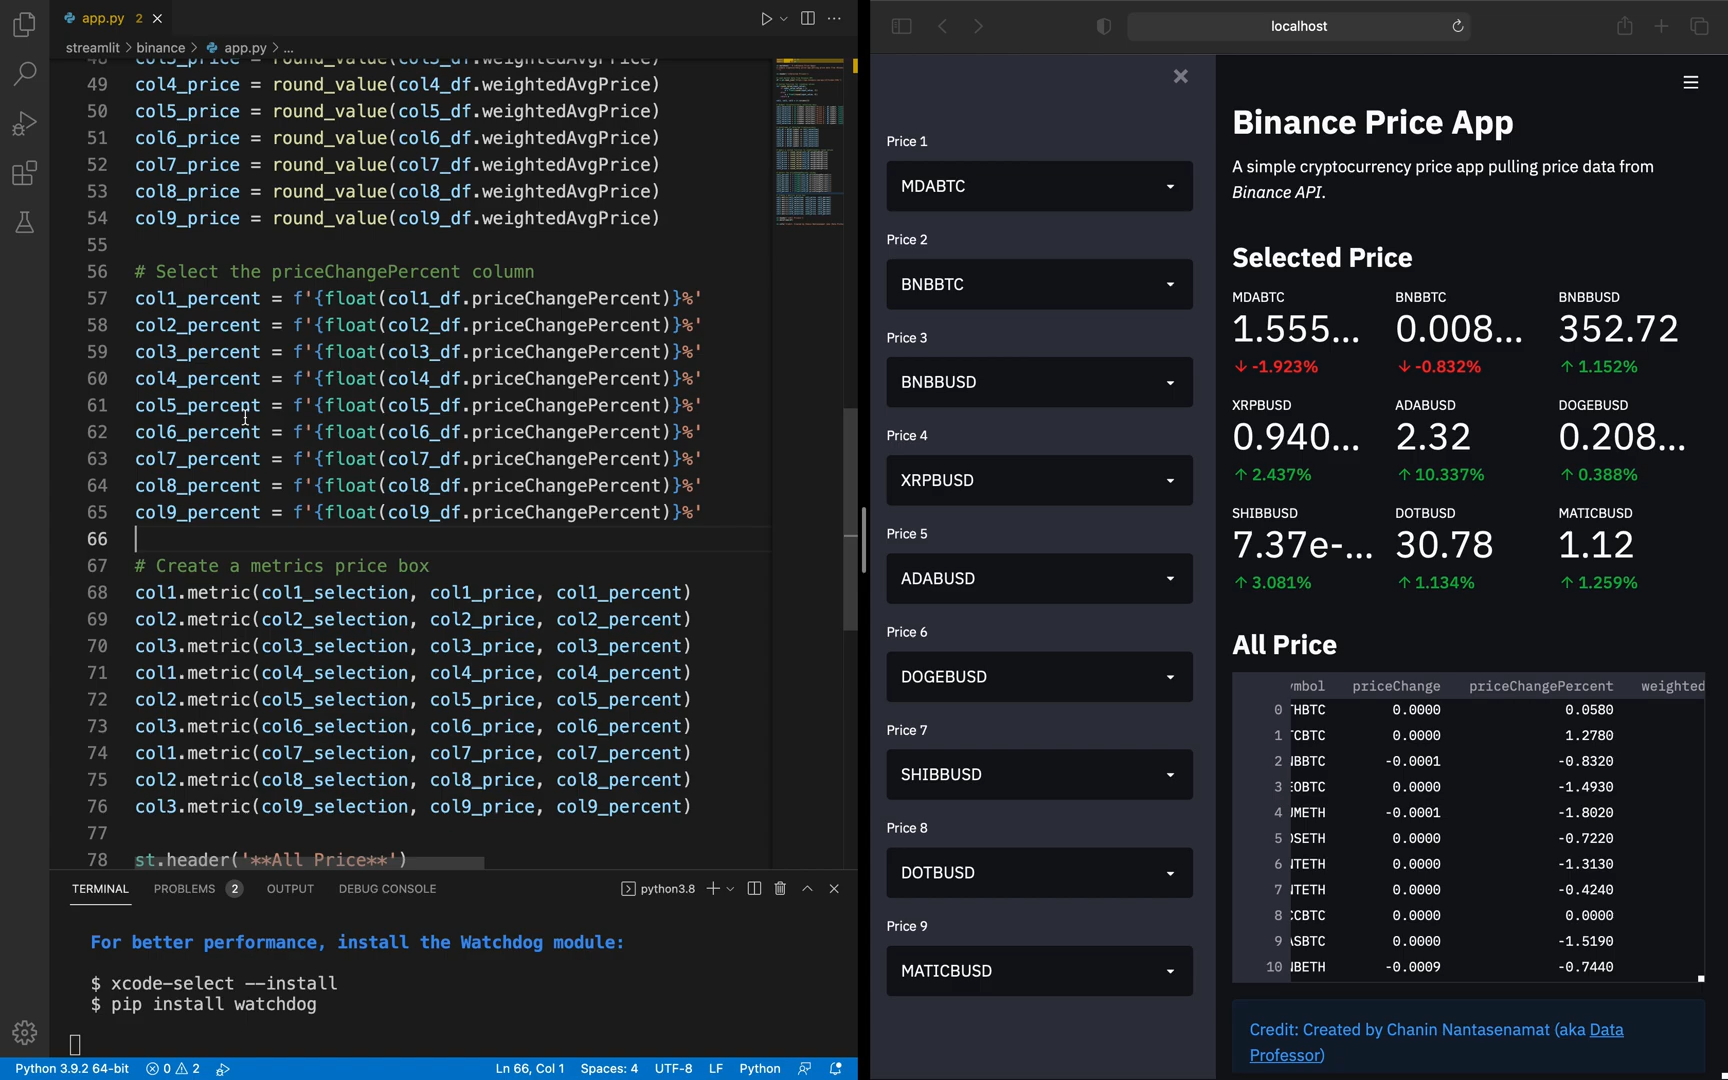 app.py 2
streamlit > binance > app.py > ...
48 col3_price = round_value(col3_df.weightedAvgPrice)
49 col4_price = round_value(col4_df.weightedAvgPrice)
50 col5_price = round_value(col5_df.weightedAvgPrice)
51 col6_price = round_value(col6_df.weightedAvgPrice)
52 col7_price = round_value(col7_df.weightedAvgPrice)
53 col8_price = round_value(col8_df.weightedAvgPrice)
54 col9_price = round_value(col9_df.weightedAvgPrice)
55
56 # Select the priceChangePercent column
57 col1_percent = f'{float(col1_df.priceChangePercent)}%'
58 col2_percent = f'{float(col2_df.priceChangePercent)}%'
59 col3_percent = f'{float(col3_df.priceChangePercent)}%'
60 col4_percent = f'{float(col4_df.priceChangePercent)}%'
61 col5_percent = f'{float(col5_df.priceChangePercent)}%'
62 col6_percent = f'{float(col6_df.priceChangePercent)}%'
63 col7_percent = f'{float(col7_df.priceChangePercent)}%'
64 col8_percent = f'{float(col8_df.priceChangePercent)}%'
65 col9_percent = f'{float(col9_df.priceChangePercent)}%'
66
67 # Create a metrics price box
68 col1.metric(col1_selection, col1_price, col1_percent)
69 col2.metric(col2_selection, col2_price, col2_percent)
70 col3.metric(col3_selection, col3_price, col3_percent)
71 col1.metric(col4_selection, col4_price, col4_percent)
72 col2.metric(col5_selection, col5_price, col5_percent)
73 col3.metric(col6_selection, col6_price, col6_percent)
74 col1.metric(col7_selection, col7_price, col7_percent)
75 col2.metric(col8_selection, col8_price, col8_percent)
76 col3.metric(col9_selection, col9_price, col9_percent)
77
78 st.header('**All Price**')
TERMINAL PROBLEMS 2 OUTPUT DEBUG CONSOLE python3.8
For better performance, install the Watchdog module:
$ xcode-select --install
$ pip install watchdog
Python 3.9.2 64-bit 0 2 Ln 66, Col 1 Spaces: 4 UTF-8 LF Python
localhost
Price 1
MDABTC
Price 2
BNBBTC
Price 3
BNBBUSD
Price 4
XRPBUSD
Price 5
ADABUSD
Price 6
DOGEBUSD
Price 7
SHIBBUSD
Price 8
DOTBUSD
Price 9
MATICBUSD
Binance Price App
A simple cryptocurrency price app pulling price data from
Binance API.
Selected Price
MDABTC BNBBTC BNBBUSD
1.555... 0.008... 352.72
↓ -1.923% ↓ -0.832% ↑ 1.152%
XRPBUSD ADABUSD DOGEBUSD
0.940... 2.32 0.208...
↑ 2.437% ↑ 10.337% ↑ 0.388%
SHIBBUSD DOTBUSD MATICBUSD
7.37e-... 30.78 1.12
↑ 3.081% ↑ 1.134% ↑ 1.259%
All Price
mbol priceChange priceChangePercent weighted
0 HBTC 0.0000 0.0580
1 CBTC 0.0000 1.2780
2 BBTC -0.0001 -0.8320
3 EOBTC 0.0000 -1.4930
4 METH -0.0001 -1.8020
5 SETH 0.0000 -0.7220
6 TETH 0.0000 -1.3130
7 TETH 0.0000 -0.4240
8 CBTC 0.0000 0.0000
9 ASBTC 0.0000 -1.5190
10 BETH -0.0009 -0.7440
Credit: Created by Chanin Nantasenamat (aka Data
Professor)